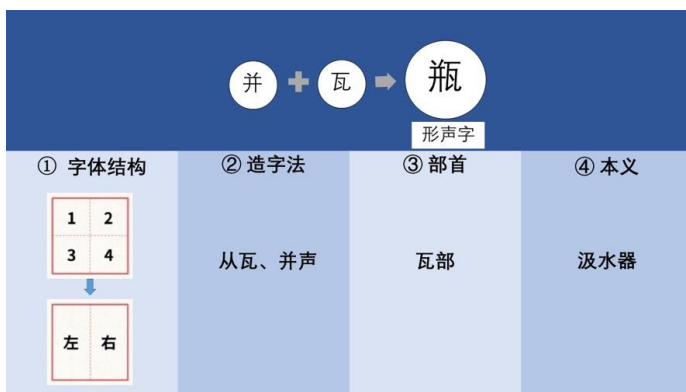 并 瓦 瓶
形声字
① 字体结构
② 造字法
③ 部首
④ 本义
1 2
3 4
左 右
从瓦、并声
瓦部
汲水器